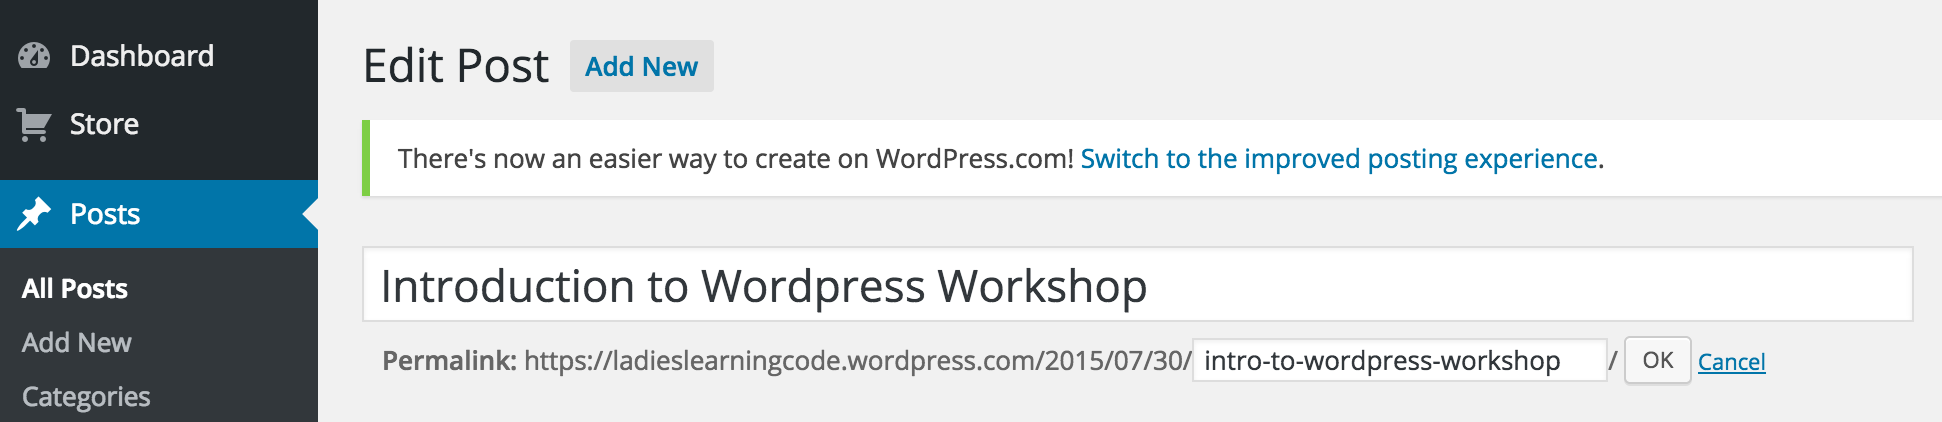 Dashboard
Store
Posts
All Posts
Add New
Categories
Edit Post Add New
There's now an easier way to create on WordPress.com! Switch to the improved posting experience.
Introduction to Wordpress Workshop
Permalink: https://ladieslearningcode.wordpress.com/2015/07/30/intro-to-wordpress-workshop/ OK Cancel